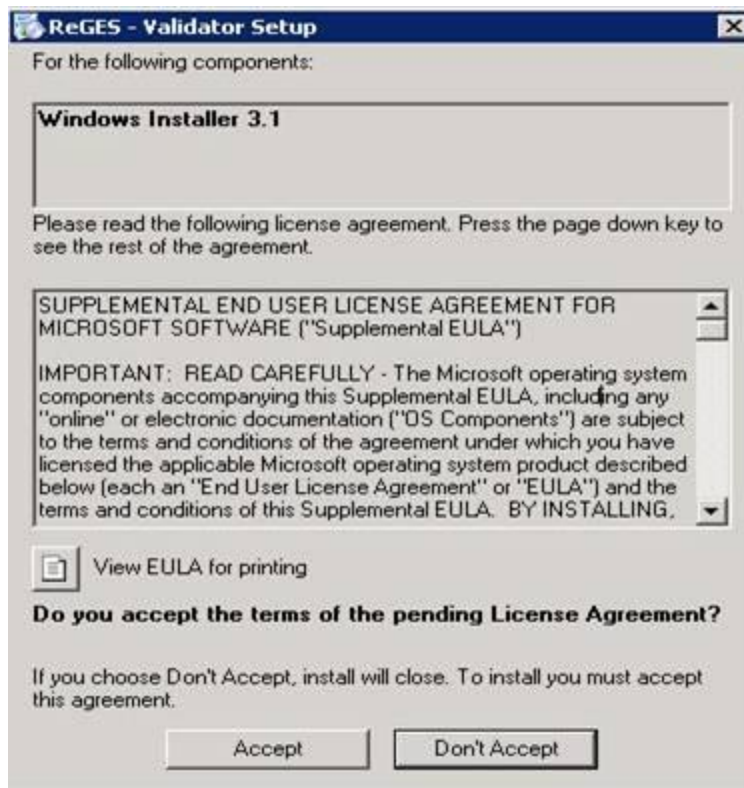 ReGES - Validator Setup
For the following components:
Windows Installer 3.1
Please read the following license agreement. Press the page down key to
see the rest of the agreement.
SUPPLEMENTAL END USER LICENSE AGREEMENT FOR
MICROSOFT SOFTWARE ("Supplemental EULA")
IMPORTANT: READ CAREFULLY - The Microsoft operating system
components accompanying this Supplemental EULA, including any
"online" or electronic documentation ("OS Components") are subject
to the terms and conditions of the agreement under which you have
licensed the applicable Microsoft operating system product described
below (each an "End User License Agreement" or "EULA") and the
terms and conditions of this Supplemental EULA. BY INSTALLING,
View EULA for printing
Do you accept the terms of the pending License Agreement?
If you choose Don't Accept, install will close. To install you must accept
this agreement.
Accept
Don't Accept